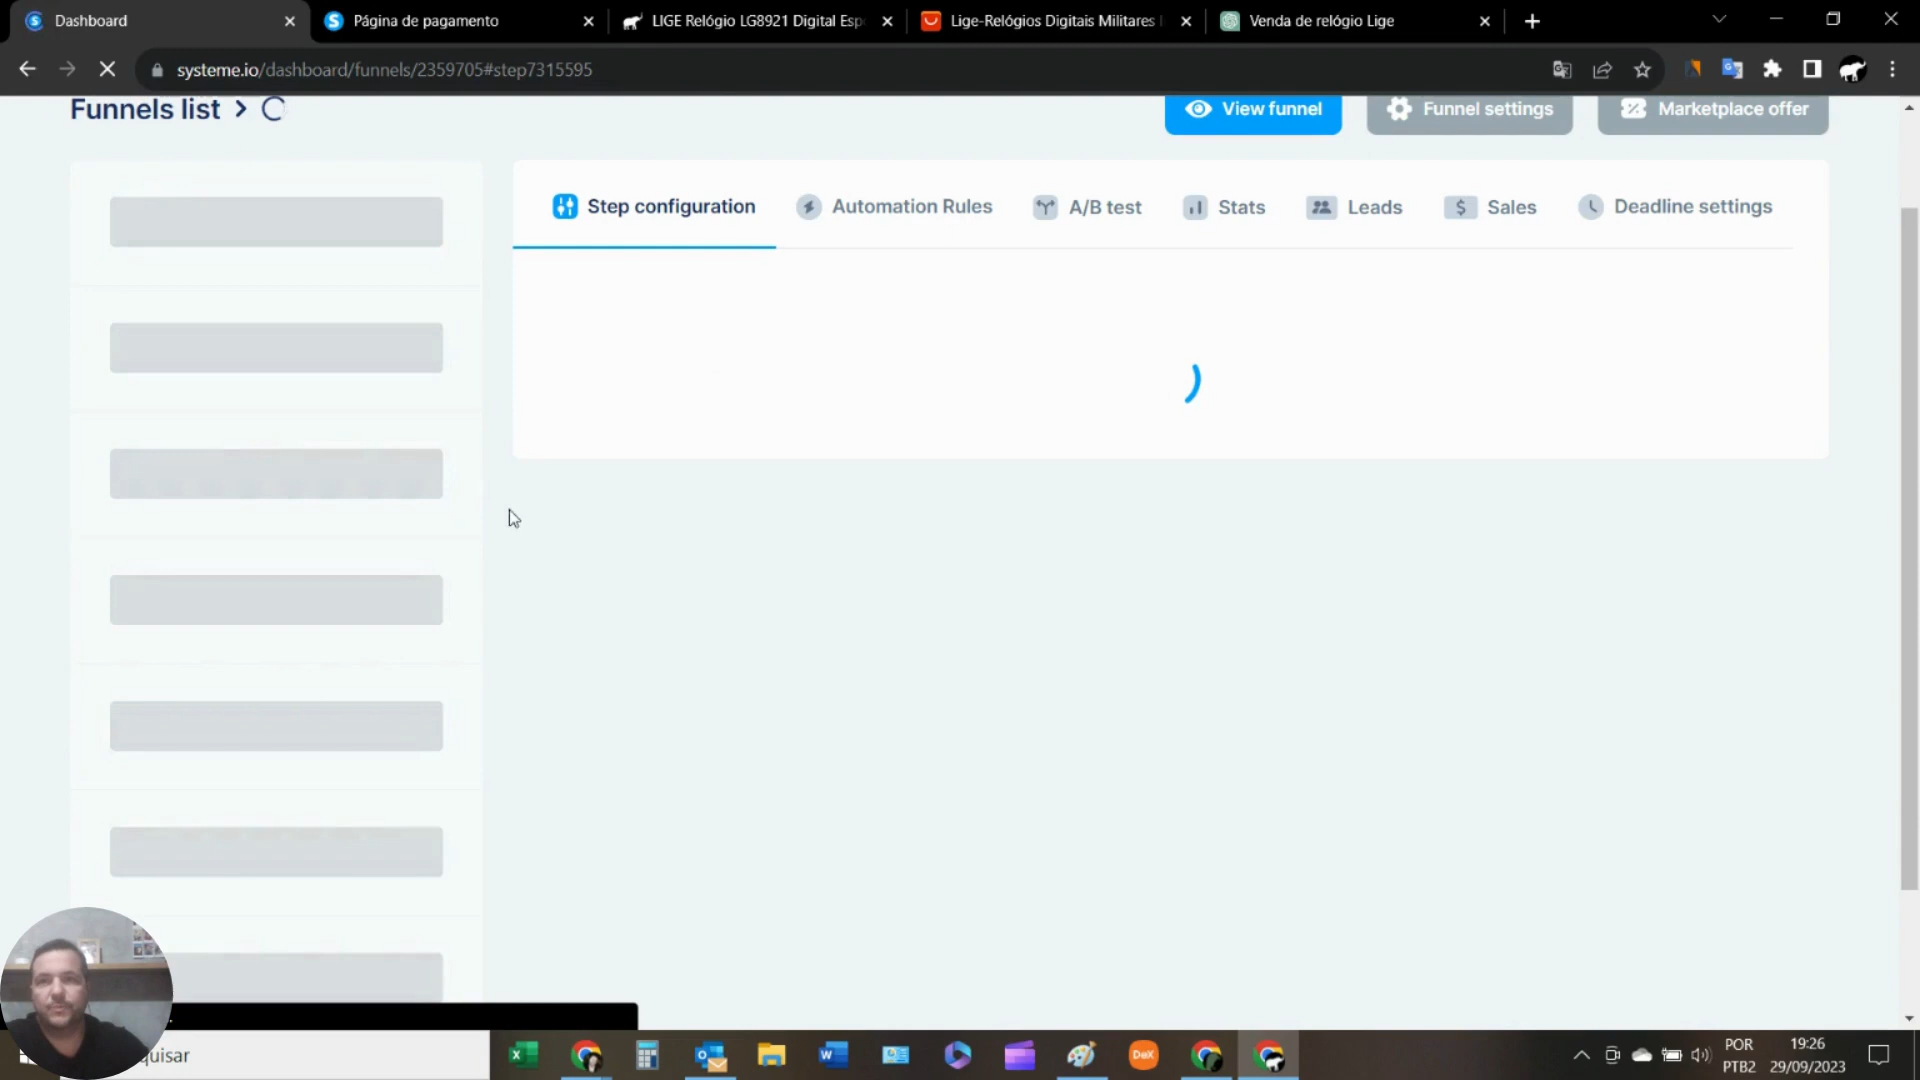 Dashboard
Página de pagamento
LIGE Relógio LG8921 Digital Esp
Lige-Relógios Digitais Militares
Venda de relógio Lige
systeme.io/dashboard/funnels/2359705#step7315595
Funnels list >
View funnel
Funnel settings
Marketplace offer
Step configuration
Automation Rules
A/B test
Stats
Leads
Sales
Deadline settings
quisar
DeX
POR
PTB2
19:26
29/09/2023